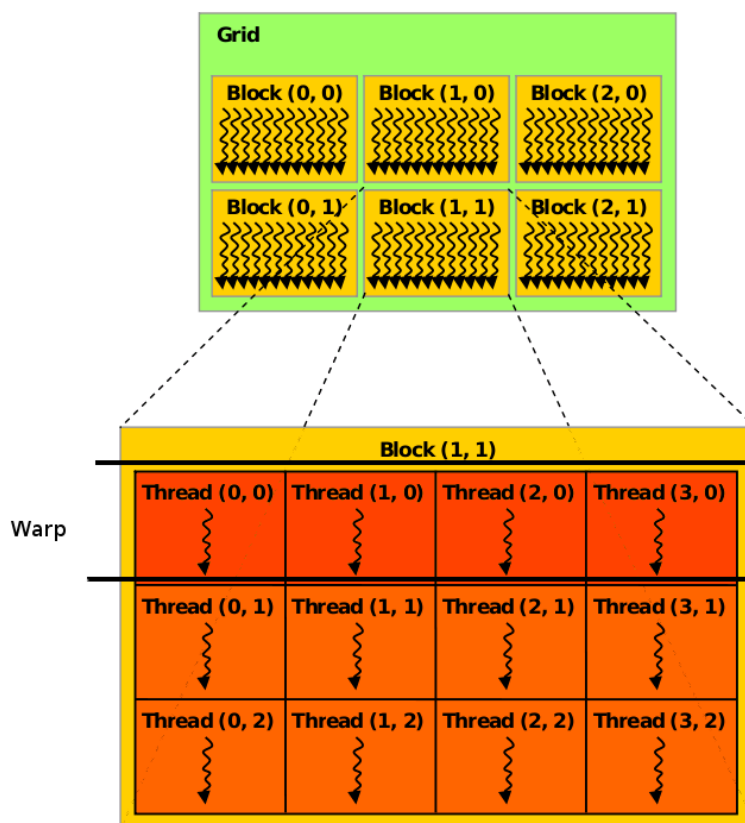 Grid
Block (0, 0) Block (1, 0) Block (2, 0)
Block (0, 1) Block (1, 1) Block (2, 1)
Block (1, 1)
Thread (0, 0) Thread (1, 0) Thread (2, 0) Thread (3, 0)
Warp
Thread (0, 1) Thread (1, 1) Thread (2, 1) Thread (3, 1)
Thread (0, 2) Thread (1, 2) Thread (2, 2) Thread (3, 2)